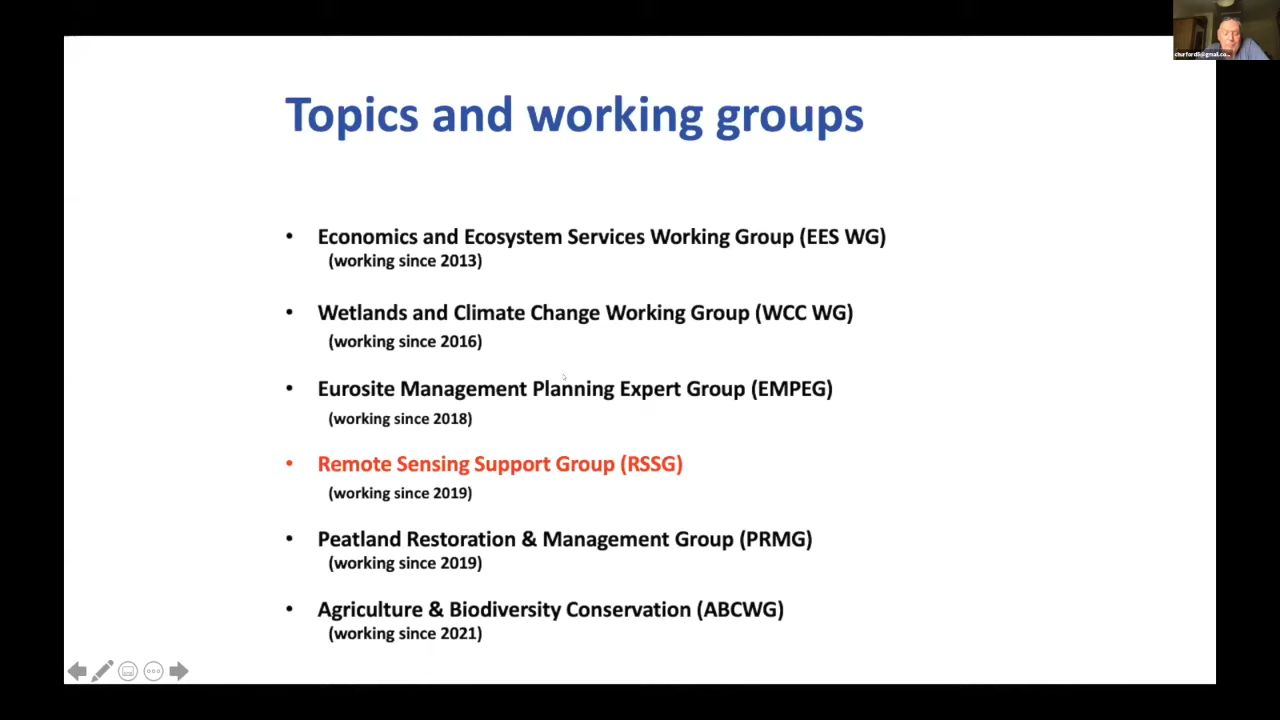 churford8@gmail.co...
Topics and working groups
• Economics and Ecosystem Services Working Group (EES WG)
(working since 2013)
• Wetlands and Climate Change Working Group (WCC WG)
(working since 2016)
• Eurosite Management Planning Expert Group (EMPEG)
(working since 2018)
• Remote Sensing Support Group (RSSG)
(working since 2019)
• Peatland Restoration & Management Group (PRMG)
(working since 2019)
• Agriculture & Biodiversity Conservation (ABCWG)
(working since 2021)